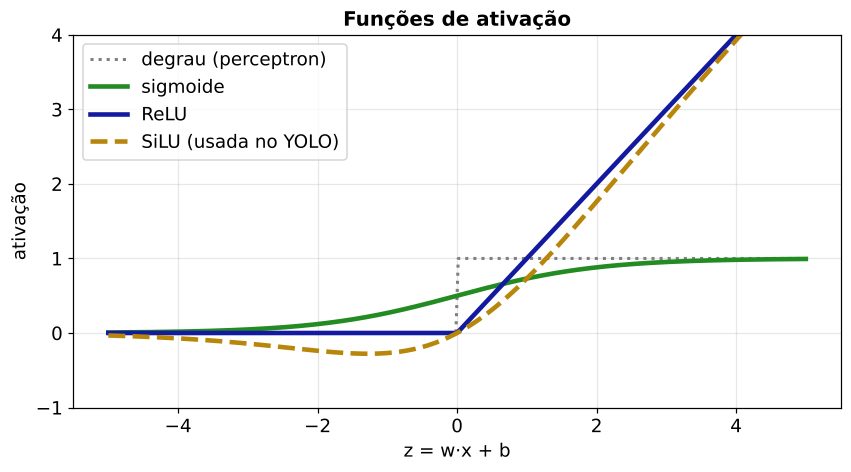 Funções de ativação
degrau (perceptron)
sigmoide
ReLU
SiLU (usada no YOLO)
ativação
4
3
2
1
0
−1
−4
−2
0
2
4
z = w·x + b